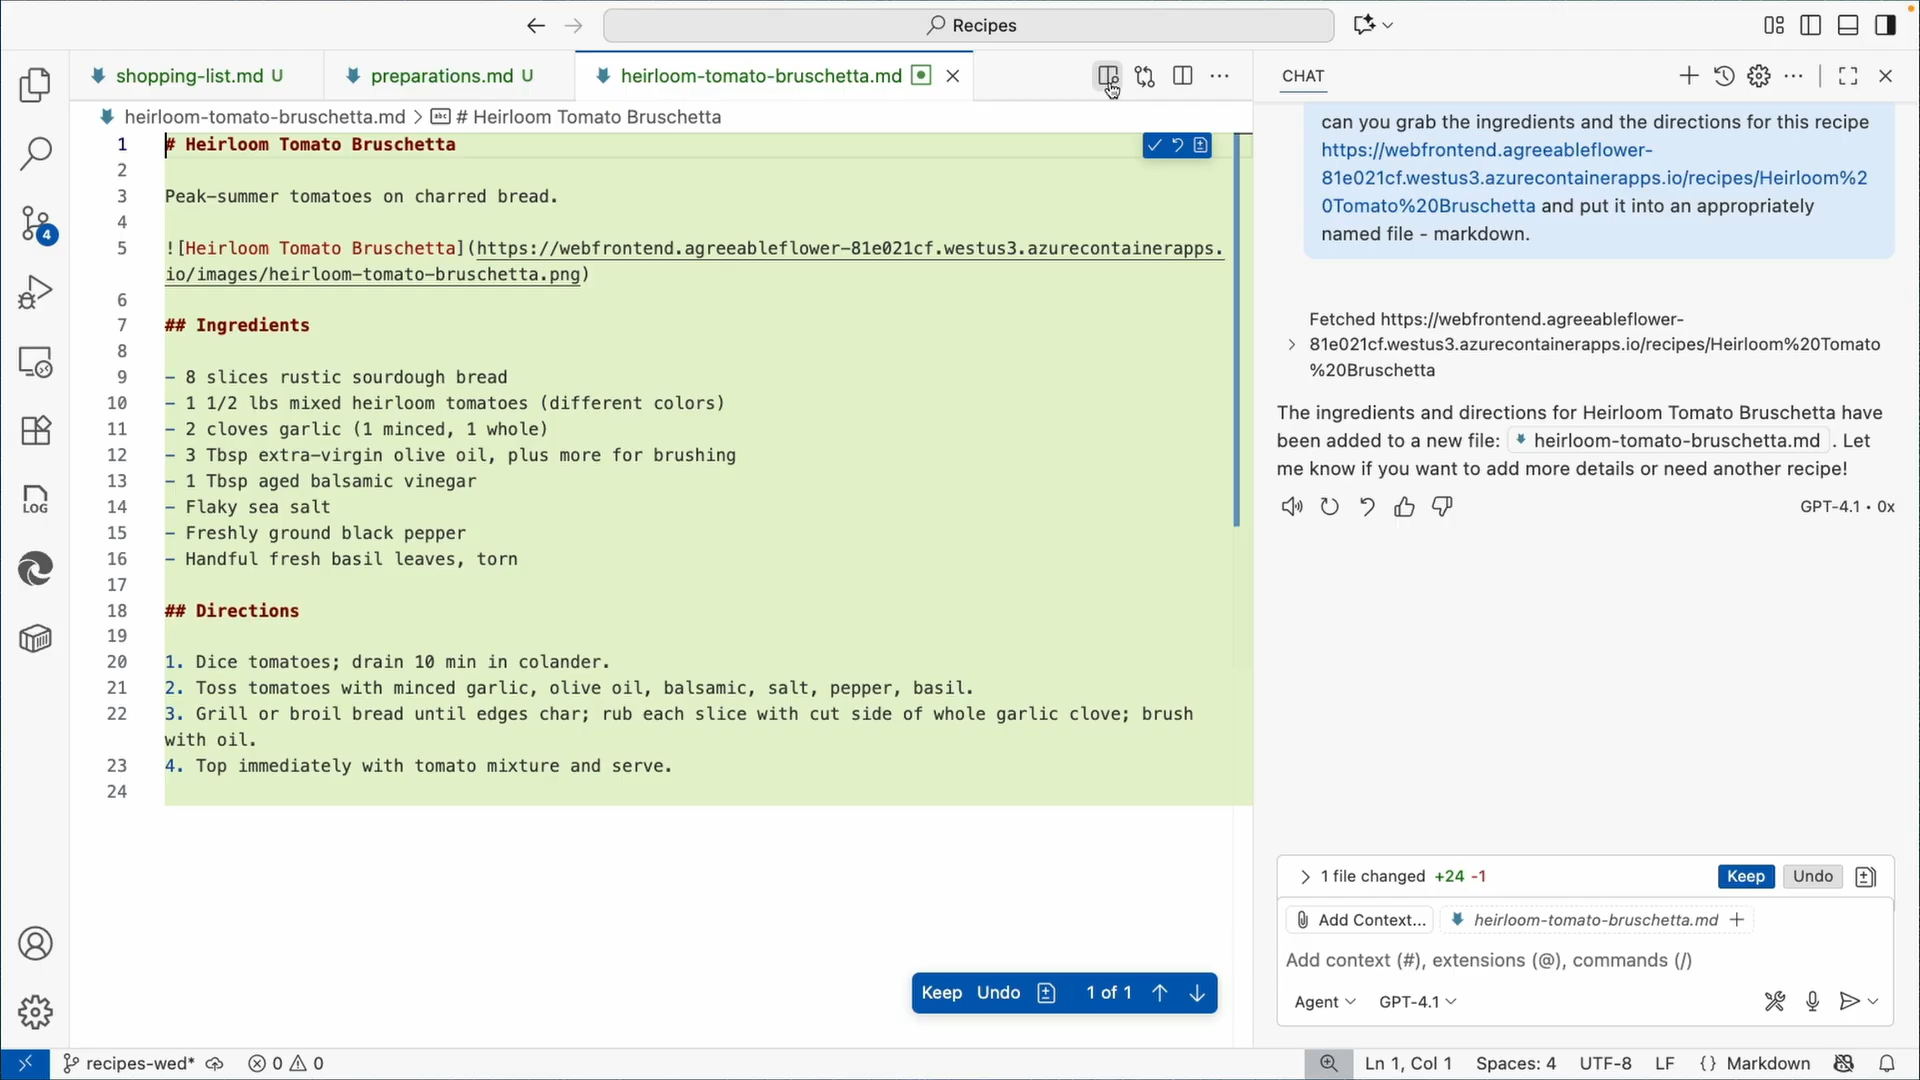 Recipes
shopping-list.md U
preparations.md U
heirloom-tomato-bruschetta.md
heirloom-tomato-bruschetta.md > # Heirloom Tomato Bruschetta
1 # Heirloom Tomato Bruschetta
2
3 Peak-summer tomatoes on charred bread.
4
5 ![Heirloom Tomato Bruschetta](https://webfrontend.agreeableflower-81e021cf.westus3.azurecontainerapps.
io/images/heirloom-tomato-bruschetta.png)
6
7 ## Ingredients
8
9 - 8 slices rustic sourdough bread
10 - 1 1/2 lbs mixed heirloom tomatoes (different colors)
11 - 2 cloves garlic (1 minced, 1 whole)
12 - 3 Tbsp extra-virgin olive oil, plus more for brushing
13 - 1 Tbsp aged balsamic vinegar
14 - Flaky sea salt
15 - Freshly ground black pepper
16 - Handful fresh basil leaves, torn
17
18 ## Directions
19
20 1. Dice tomatoes; drain 10 min in colander.
21 2. Toss tomatoes with minced garlic, olive oil, balsamic, salt, pepper, basil.
22 3. Grill or broil bread until edges char; rub each slice with cut side of whole garlic clove; brush
with oil.
23 4. Top immediately with tomato mixture and serve.
24
Keep Undo 1 of 1
CHAT
can you grab the ingredients and the directions for this recipe
https://webfrontend.agreeableflower-
81e021cf.westus3.azurecontainerapps.io/recipes/Heirloom%2
0Tomato%20Bruschetta and put it into an appropriately
named file - markdown.
Fetched https://webfrontend.agreeableflower-
81e021cf.westus3.azurecontainerapps.io/recipes/Heirloom%20Tomato
%20Bruschetta
The ingredients and directions for Heirloom Tomato Bruschetta have
been added to a new file: heirloom-tomato-bruschetta.md . Let
me know if you want to add more details or need another recipe!
GPT-4.1 • 0x
1 file changed +24 -1
Keep
Undo
Add Context...
heirloom-tomato-bruschetta.md
Add context (#), extensions (@), commands (/)
Agent
GPT-4.1
4
LOG
recipes-wed*
0
0
Ln 1, Col 1
Spaces: 4
UTF-8
LF
{ } Markdown